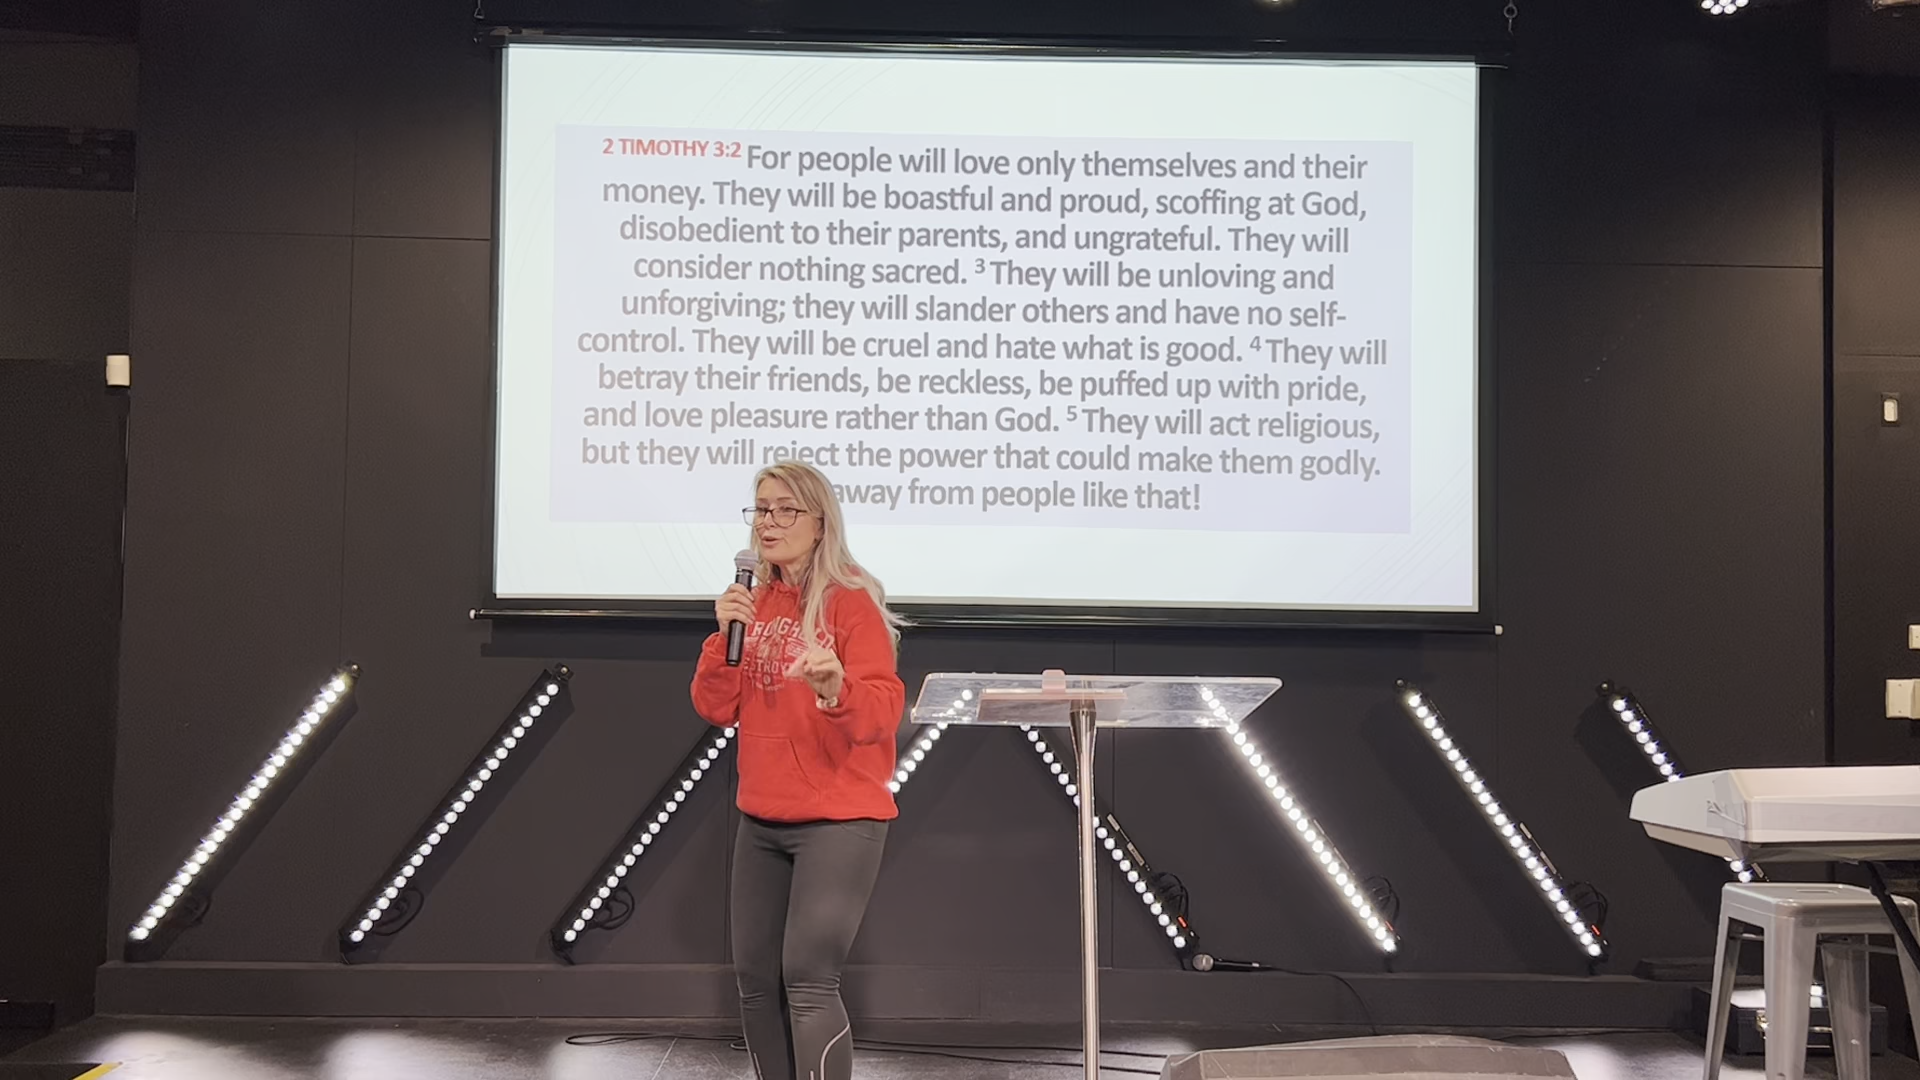 2 TIMOTHY 3:2 For people will love only themselves and their
money. They will be boastful and proud, scoffing at God,
disobedient to their parents, and ungrateful. They will
consider nothing sacred. 3 They will be unloving and
unforgiving; they will slander others and have no self-
control. They will be cruel and hate what is good. 4 They will
betray their friends, be reckless, be puffed up with pride,
and love pleasure rather than God. 5 They will act religious,
but they will reject the power that could make them godly.
away from people like that!